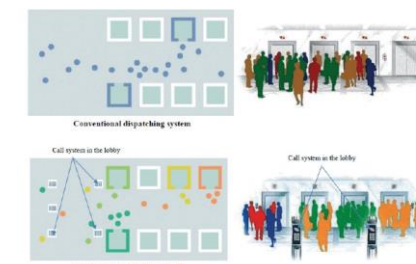 Conventional dispatching system
Call system in the lobby
Call system in the lobby